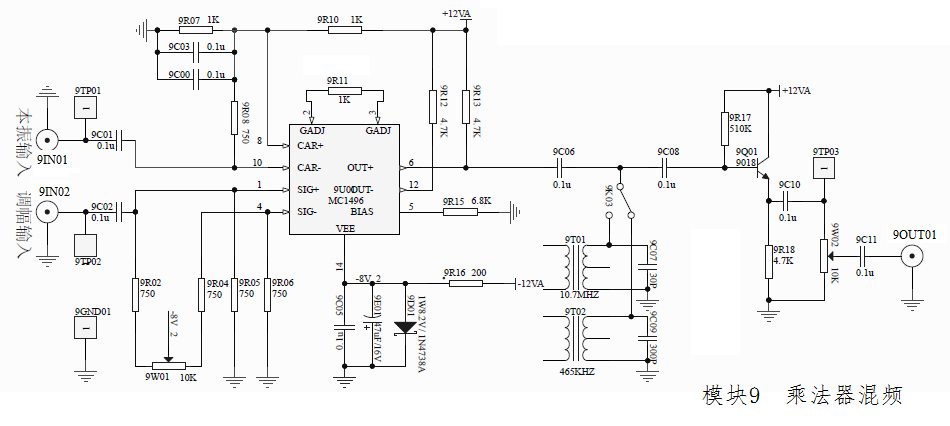 9R07 1K
9R10 1K
+12VA
9C03 0.1u
9C00 0.1u
9R11
1K
9R12 4.7K
9R13 4.7K
9R08 750
9TP01
1
9C01
0.1u
9IN01
本振输入
8
10
2
3
GADJ GADJ
CAR+
CAR- OUT+
SIG+ 9U0DUT-
SIG- MC1496
BIAS
VEE
6
12
5
1
4
14
9R15 6.8K
9IN02
调幅输入
9C02
0.1u
9TP02
9R02
750
9R04
750
9R05
750
9R06
750
9GND01
1
-8V 2
9W01 10K
-8V 2
9R16 200
-12VA
9C05
0.1u
9E01
47uF/16V
9D01
1W8.2V/ 1N4738A
9C06
0.1u
9K03
9C08
0.1u
9T01
10.7MHZ
9C07
30P
9T02
465KHZ
9C09
300P
9R17
510K
+12VA
9Q01
9018
9TP03
1
9C10
0.1u
9R18
4.7K
9W02
10K
9C11
0.1u
9OUT01
模块9 乘法器混频